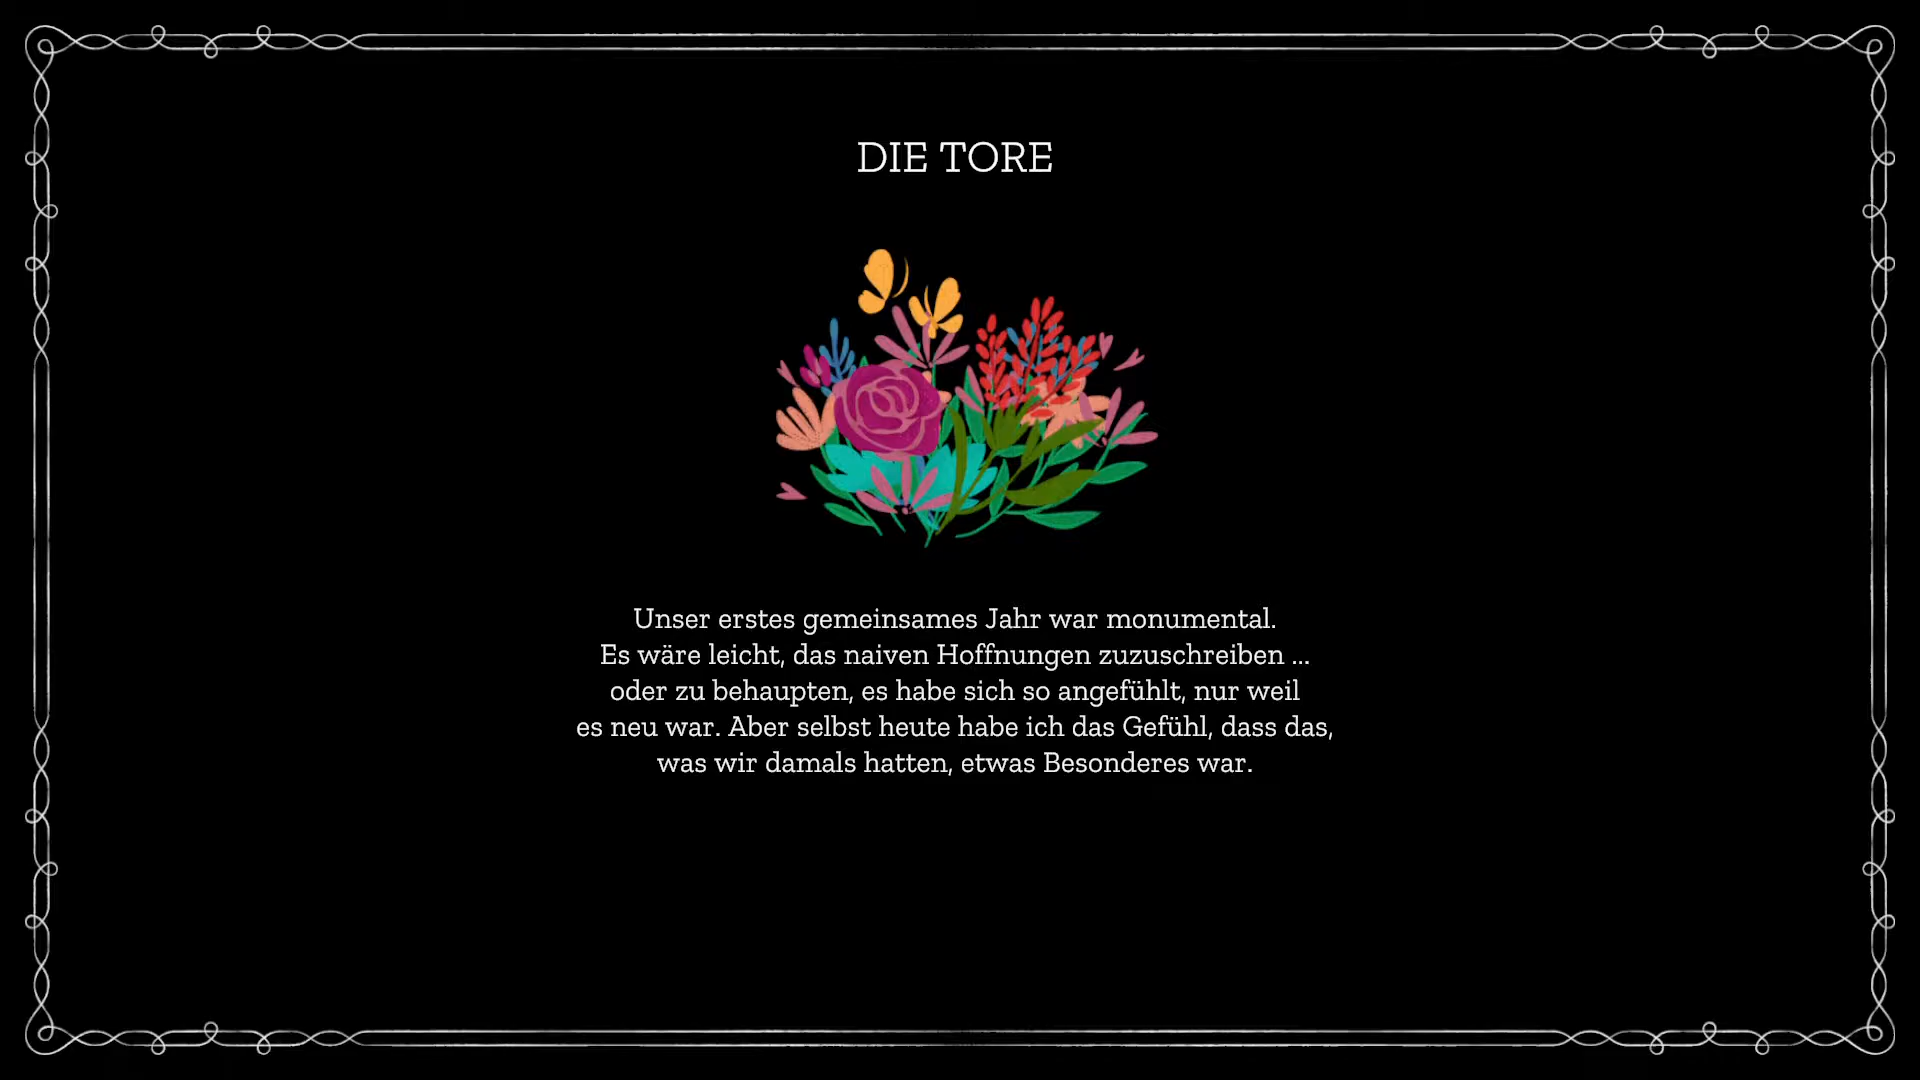 DIE TORE
Unser erstes gemeinsames Jahr war monumental.
Es wäre leicht, das naiven Hoffnungen zuzuschreiben ...
oder zu behaupten, es habe sich so angefühlt, nur weil
es neu war. Aber selbst heute habe ich das Gefühl, dass das,
was wir damals hatten, etwas Besonderes war.